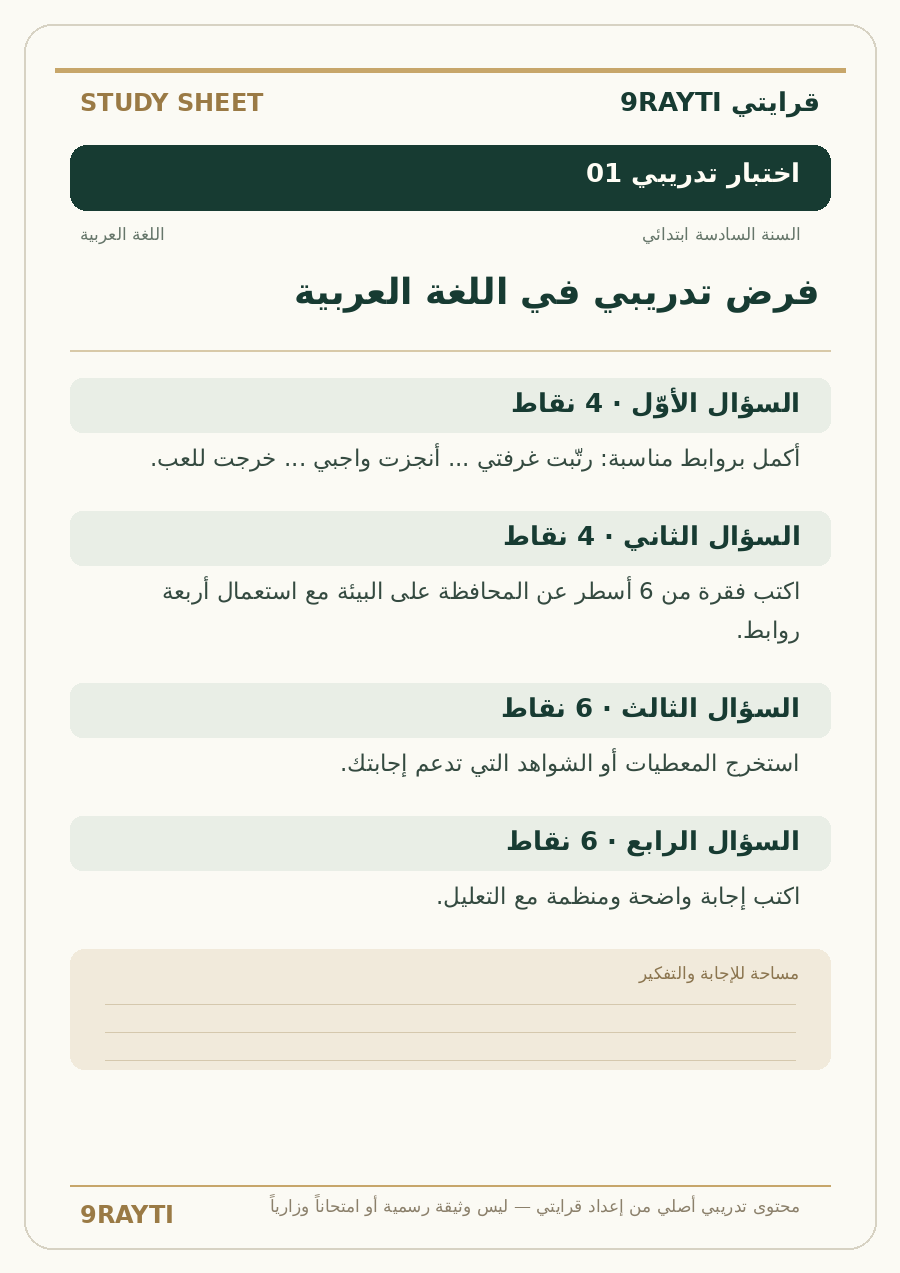 قرايتي 9RAYTI
STUDY SHEET
اختبار تدريبي 01
السنة السادسة ابتدائي
اللغة العربية
فرض تدريبي في اللغة العربية
السؤال الأوّل · 4 نقاط
أكمل بروابط مناسبة: رتّبت غرفتي ... أنجزت واجبي ... خرجت للعب.
السؤال الثاني · 4 نقاط
اكتب فقرة من 6 أسطر عن المحافظة على البيئة مع استعمال أربعة
روابط.
السؤال الثالث · 6 نقاط
استخرج المعطيات أو الشواهد التي تدعم إجابتك.
السؤال الرابع · 6 نقاط
اكتب إجابة واضحة ومنظمة مع التعليل.
مساحة للإجابة والتفكير
محتوى تدريبي أصلي من إعداد قرايتي — ليس وثيقة رسمية أو امتحاناً وزارياً
9RAYTI